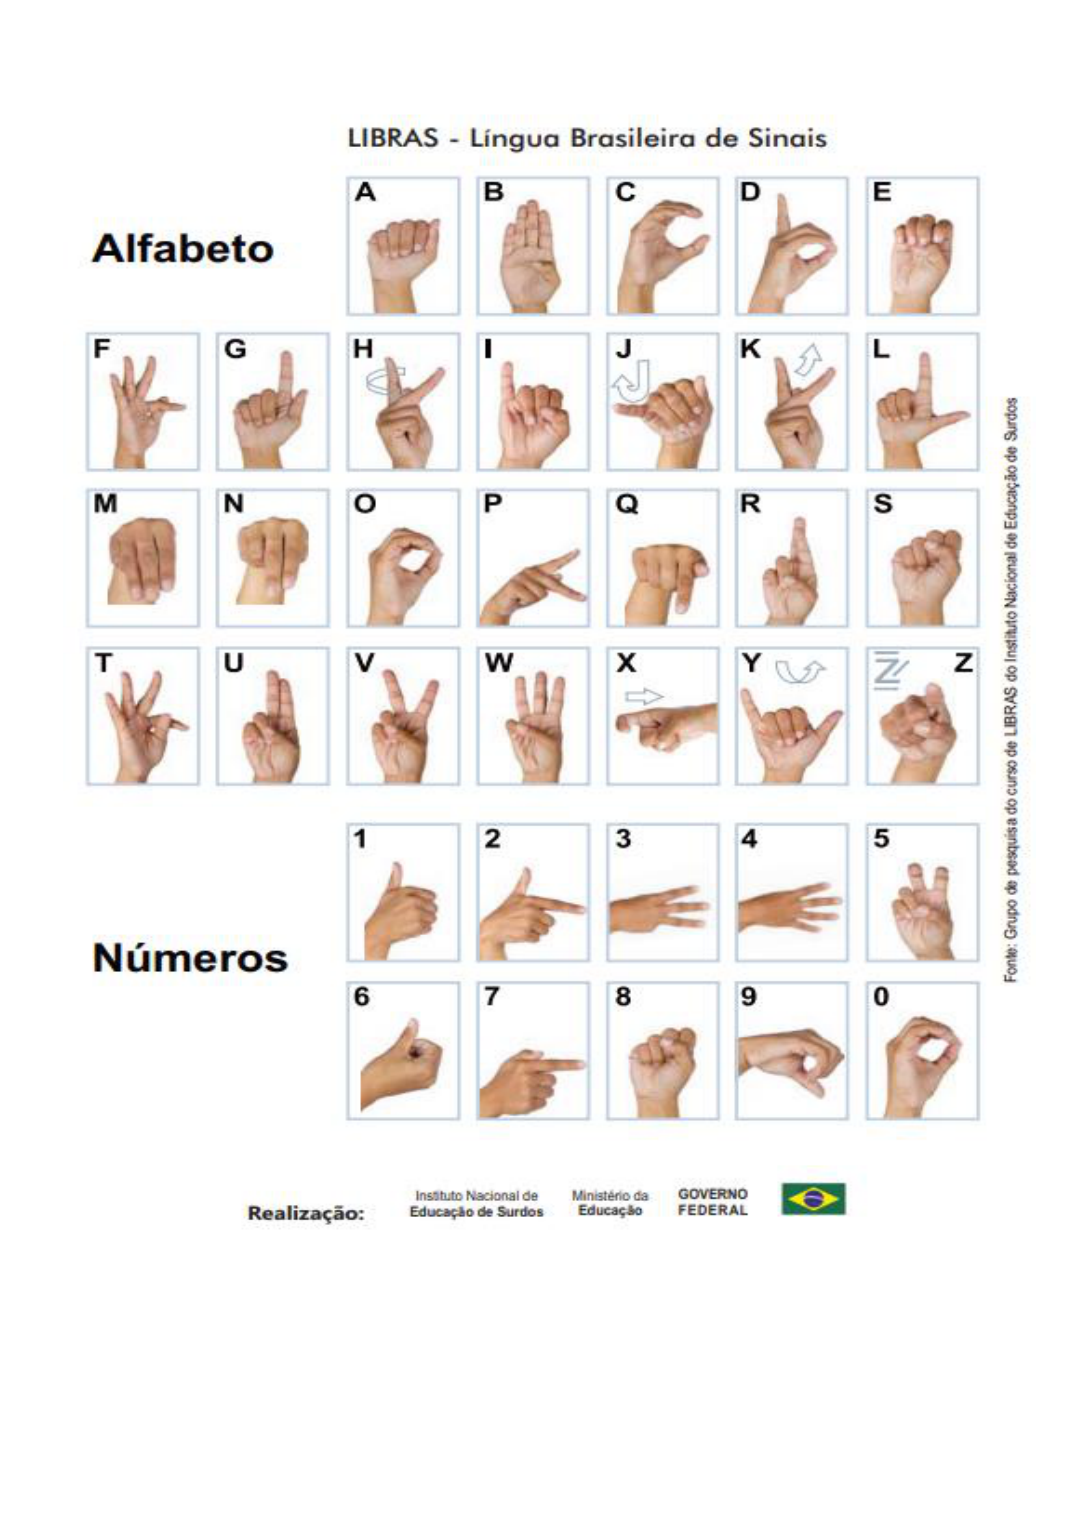 LIBRAS - Língua Brasileira de Sinais
Alfabeto
A B C D E
F G H I J K L
M N O P Q R S
T U V W X Y Z Z
Números
1 2 3 4 5
6 7 8 9 0
Fonte: Grupo de pesquisa do curso de LIBRAS do Instituto Nacional de Educação de Surdos
Realização:
Instituto Nacional de
Educação de Surdos
Ministério da
Educação
GOVERNO
FEDERAL